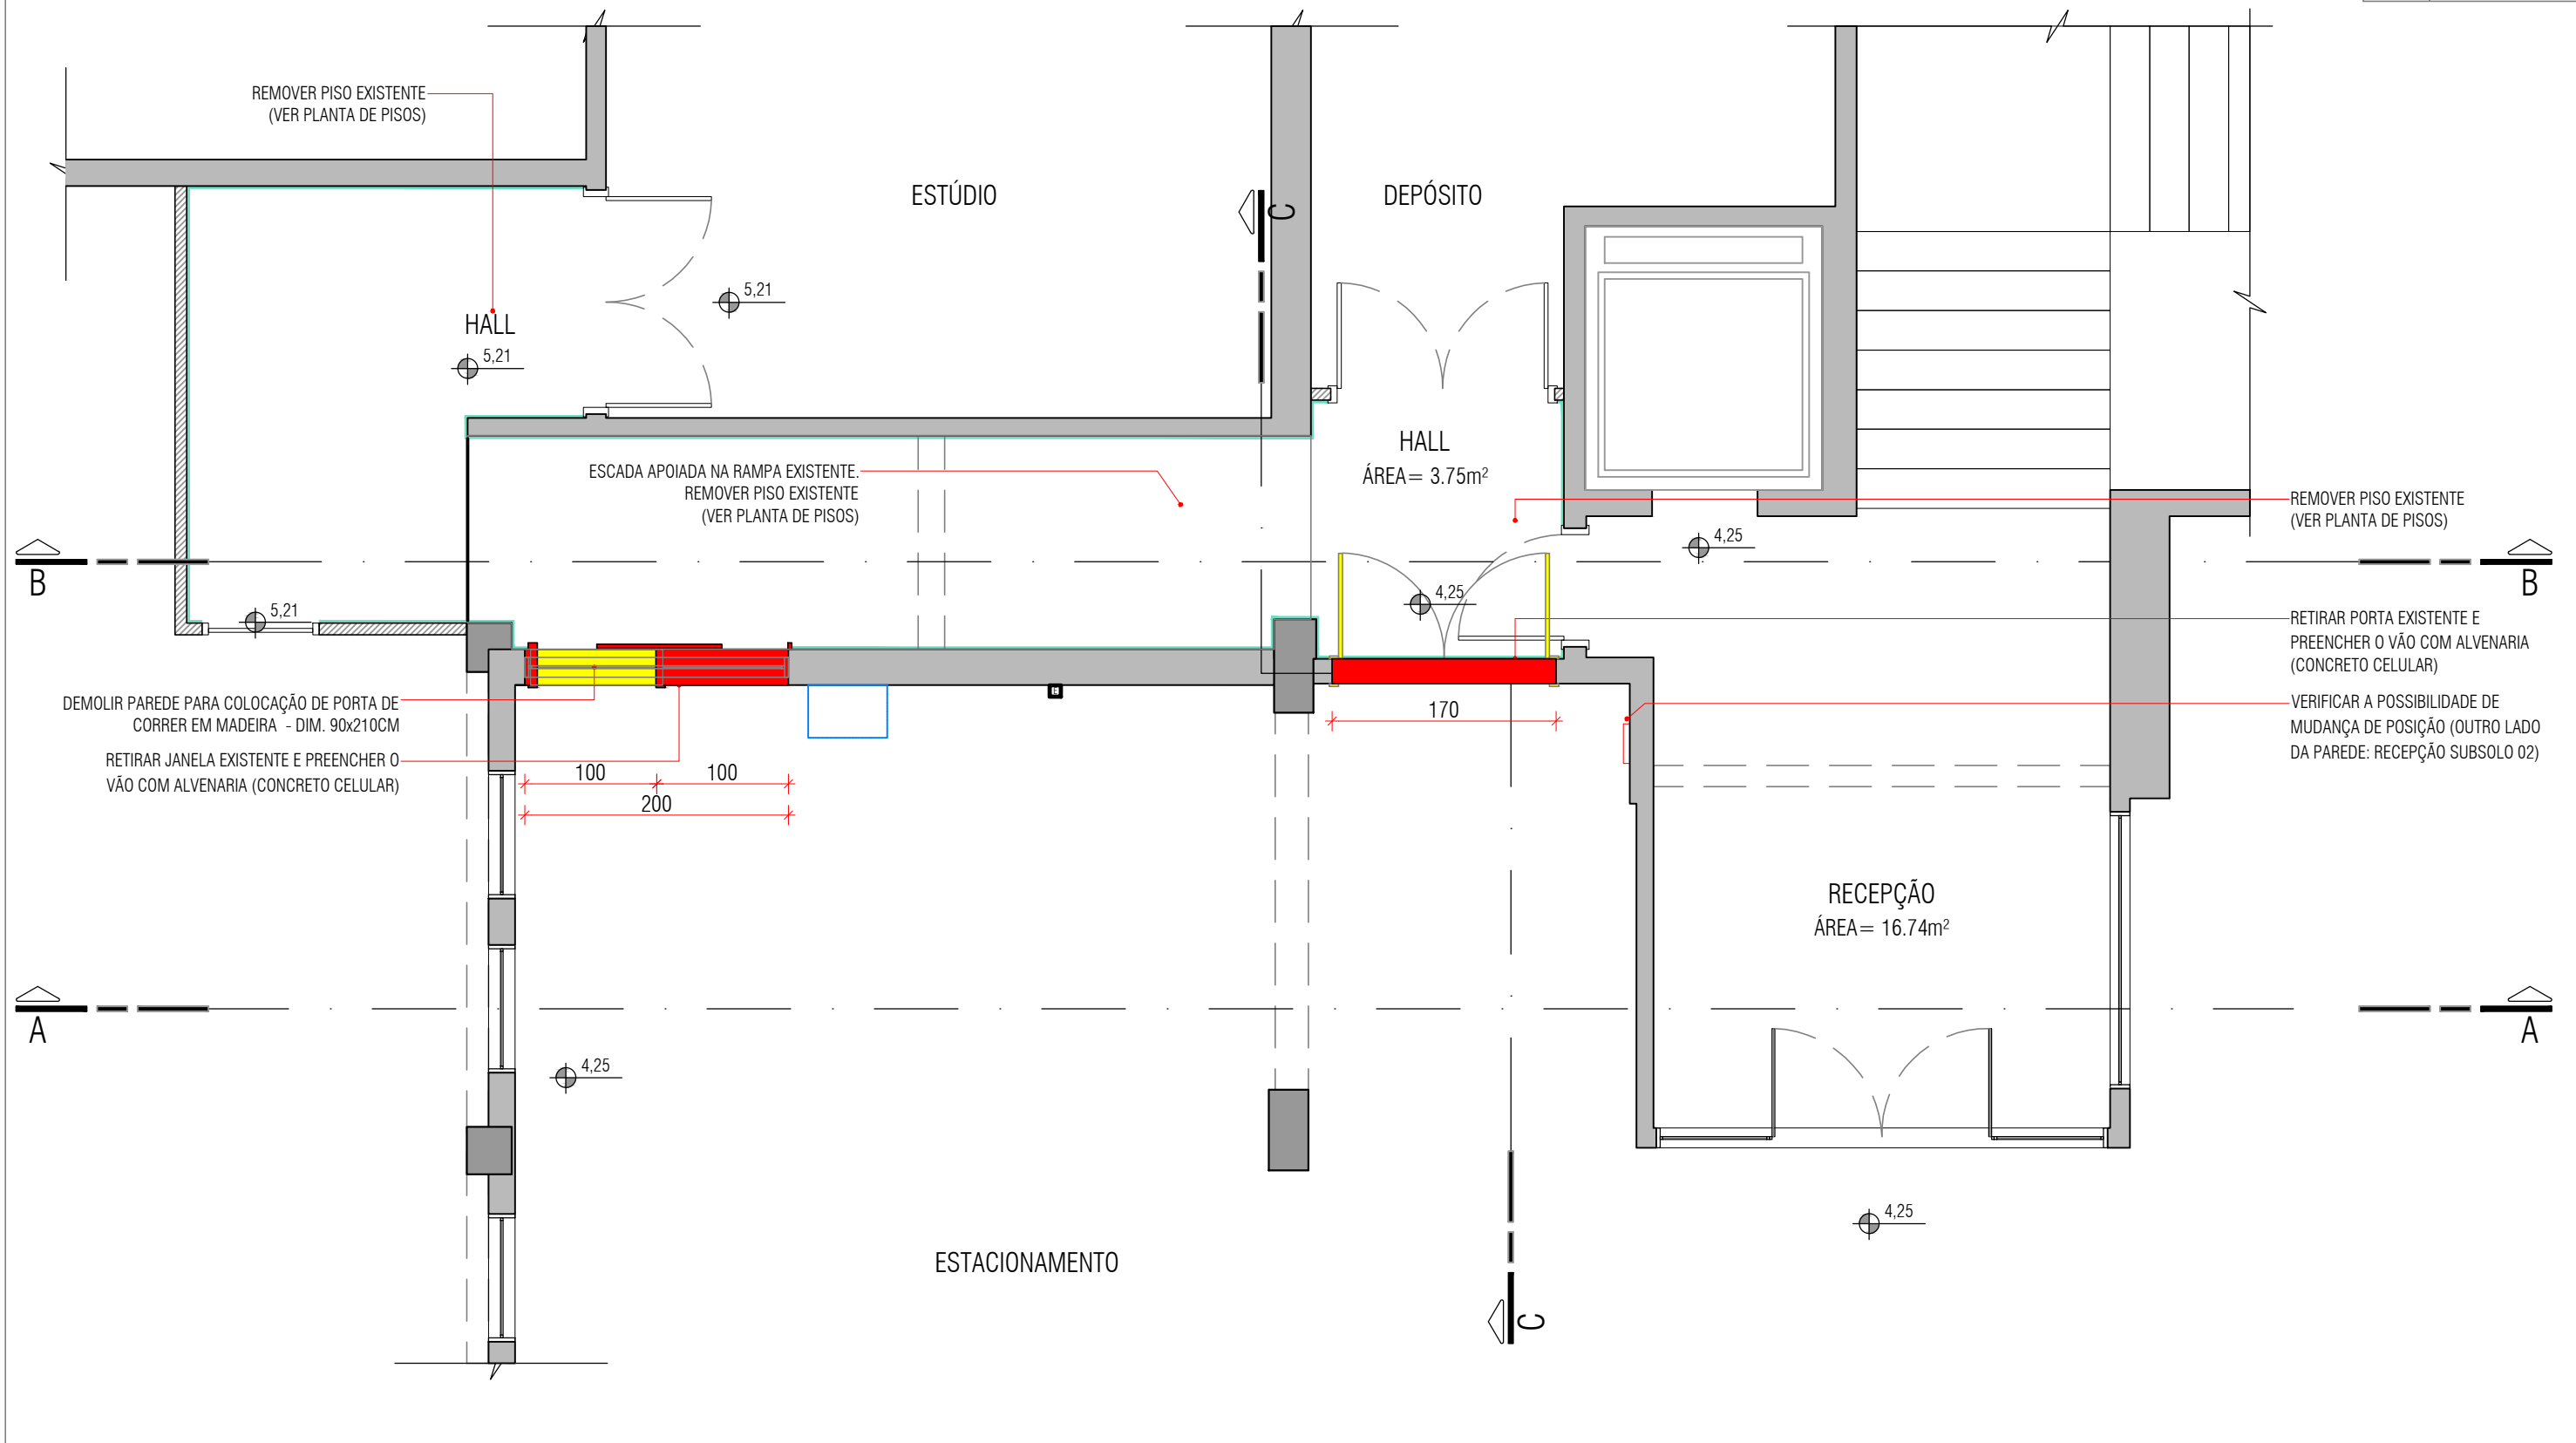 REMOVER PISO EXISTENTE
(VER PLANTA DE PISOS)
ESTÚDIO
DEPÓSITO
C
5,21
HALL
5,21
HALL
ÁREA= 3.75m²
ESCADA APOIADA NA RAMPA EXISTENTE.
REMOVER PISO EXISTENTE
(VER PLANTA DE PISOS)
REMOVER PISO EXISTENTE
(VER PLANTA DE PISOS)
4,25
B
B
5,21
4,25
RETIRAR PORTA EXISTENTE E
PREENCHER O VÃO COM ALVENARIA
(CONCRETO CELULAR)
DEMOLIR PAREDE PARA COLOCAÇÃO DE PORTA DE
CORRER EM MADEIRA - DIM. 90x210CM
E
170
VERIFICAR A POSSIBILIDADE DE
MUDANÇA DE POSIÇÃO (OUTRO LADO
DA PAREDE: RECEPÇÃO SUBSOLO 02)
RETIRAR JANELA EXISTENTE E PREENCHER O
VÃO COM ALVENARIA (CONCRETO CELULAR)
100
100
200
RECEPÇÃO
ÁREA= 16.74m²
A
A
4,25
4,25
ESTACIONAMENTO
C